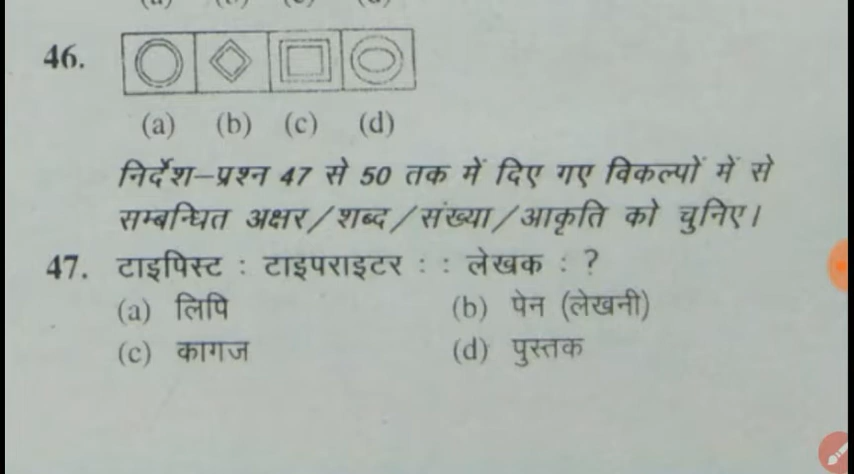 46.
(a) (b) (c) (d)
निर्देश–प्रश्न 47 से 50 तक में दिए गए विकल्पों में से
सम्बन्धित अक्षर/शब्द/संख्या/आकृति को चुनिए।
47. टाइपिस्ट : टाइपराइटर : : लेखक : ?
(a) लिपि (b) पेन (लेखनी)
(c) कागज (d) पुस्तक